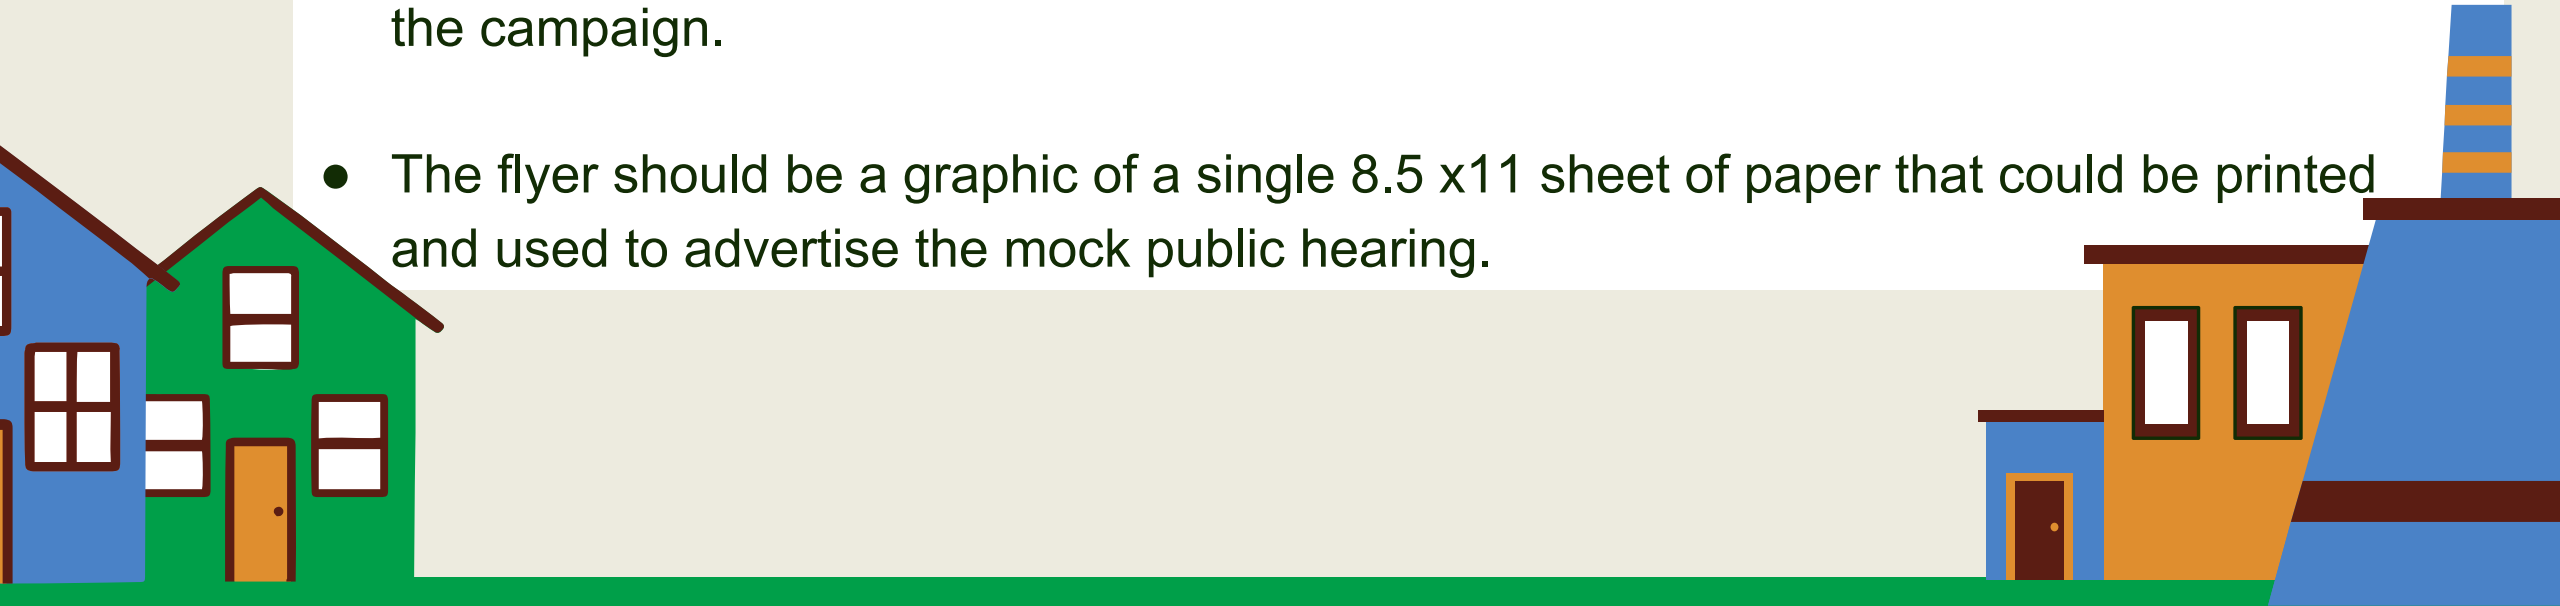 the campaign.
● The flyer should be a graphic of a single 8.5 x11 sheet of paper that could be printed
and used to advertise the mock public hearing.